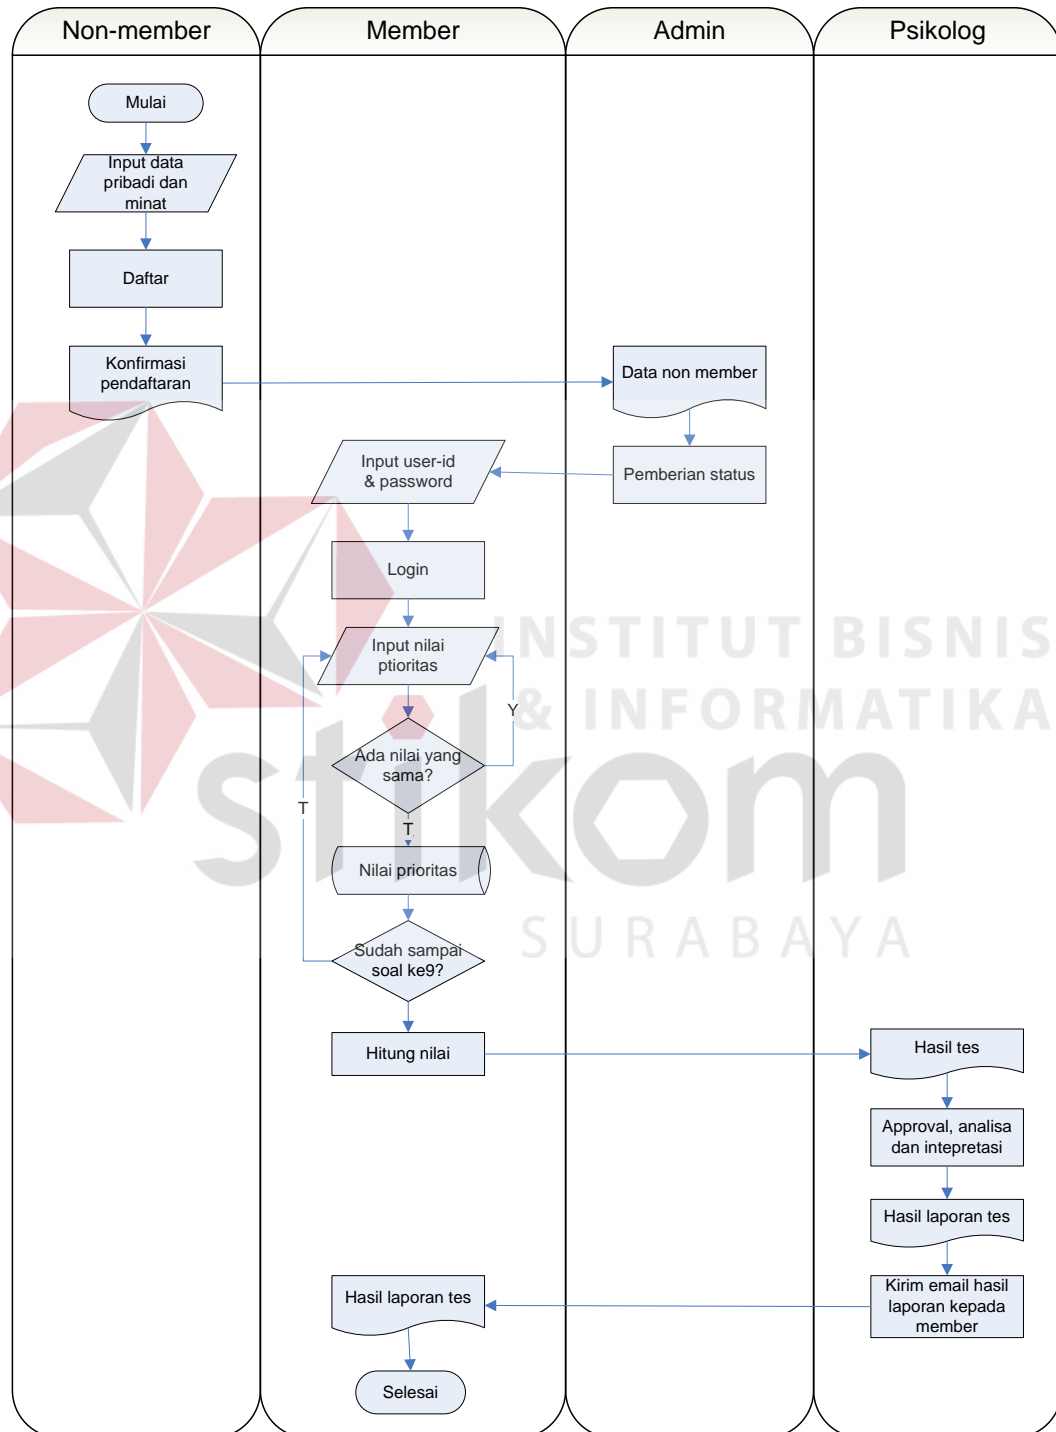 Non-member
Member
Admin
Psikolog
Mulai
Input data
pribadi dan
minat
Daftar
Konfirmasi
pendaftaran
Data non member
Input user-id
& password
Pemberian status
Login
Input nilai
ptioritas
Y
Ada nilai yang
sama?
T
T
Nilai prioritas
Sudah sampai
soal ke9?
Hitung nilai
Hasil tes
Approval, analisa
dan intepretasi
Hasil laporan tes
Kirim email hasil
laporan kepada
member
Hasil laporan tes
Selesai
INSTITUT BISNIS
& INFORMATIKA
stikom
SURABAYA